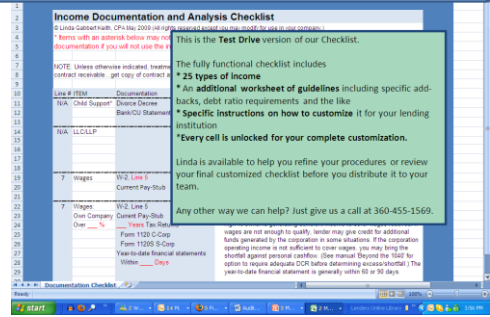 Income Documentation and Analysis Checklist
© Linda Gabbert Keith, CPA May 2009 (All rights reserved except you may modify for use in your company.)
* Items with an asterisk below may not
documentation if you will not use the in
NOTE: Unless otherwise indicated, treatme
contract receivable...get copy of contract a
This is the Test Drive version of our Checklist.
The fully functional checklist includes
* 25 types of income
* An additional worksheet of guidelines including specific add-
backs, debt ratio requirements and the like
* Specific instructions on how to customize it for your lending
institution
*Every cell is unlocked for your complete customization.
Linda is available to help you refine your procedures or review
your final customized checklist before you distribute it to your
team.
Any other way we can help? Just give us a call at 360-455-1569.
Line # ITEM Documentation
N/A Child Support* Divorce Decree
Bank/CU Statement
N/A LLC/LLP
7 Wages W-2, Line 5
Current Pay-Stub
7 Wages: W-2, Line 5
Own Company Current Pay-Stub
Over ___ % ___ Years Tax Returns
Form 1120 C-Corp
Form 1120S S-Corp
Year-to-date financial statements
Within ____ Days
wages are not enough to qualify, lender may give credit for additional
funds generated by the corporation in some situations. If the corporation
operating income is not sufficient to cover wages, you may bring the
shortfall against personal cashflow. (See manual 'Beyond the 1040' for
option to require adequate DCR before determining excess/shortfall.) The
year-to-date financial statement is generally within 60 or 90 days.
Documentation Checklist
Ready
100%
start
Lenders Online Library
3:56 PM